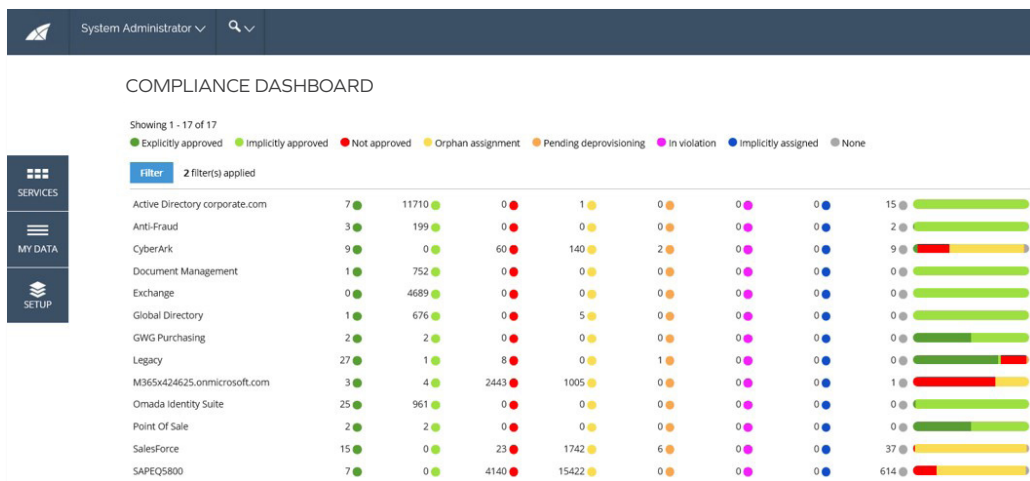 System Administrator
COMPLIANCE DASHBOARD
Showing 1 - 17 of 17
Explicitly approved Implicitly approved Not approved Orphan assignment Pending deprovisioning In violation Implicitly assigned None
Filter 2 filter(s) applied
SERVICES
MY DATA
SETUP
Active Directory corporate.com 7 11710 0 1 0 0 0 15
Anti-Fraud 3 199 0 0 0 0 0 2
CyberArk 9 0 60 140 2 0 0 9
Document Management 1 752 0 0 0 0 0 0
Exchange 0 4689 0 0 0 0 0 0
Global Directory 1 676 0 5 0 0 0 0
GWG Purchasing 2 2 0 0 0 0 0 0
Legacy 27 1 8 0 1 0 0 0
M365x424625.onmicrosoft.com 3 4 2443 1005 0 0 0 1
Omada Identity Suite 25 961 0 0 0 0 0 0
Point Of Sale 2 2 0 0 0 0 0 0
SalesForce 15 0 23 1742 6 0 0 37
SAPEQ5800 7 0 4140 15422 0 0 0 614